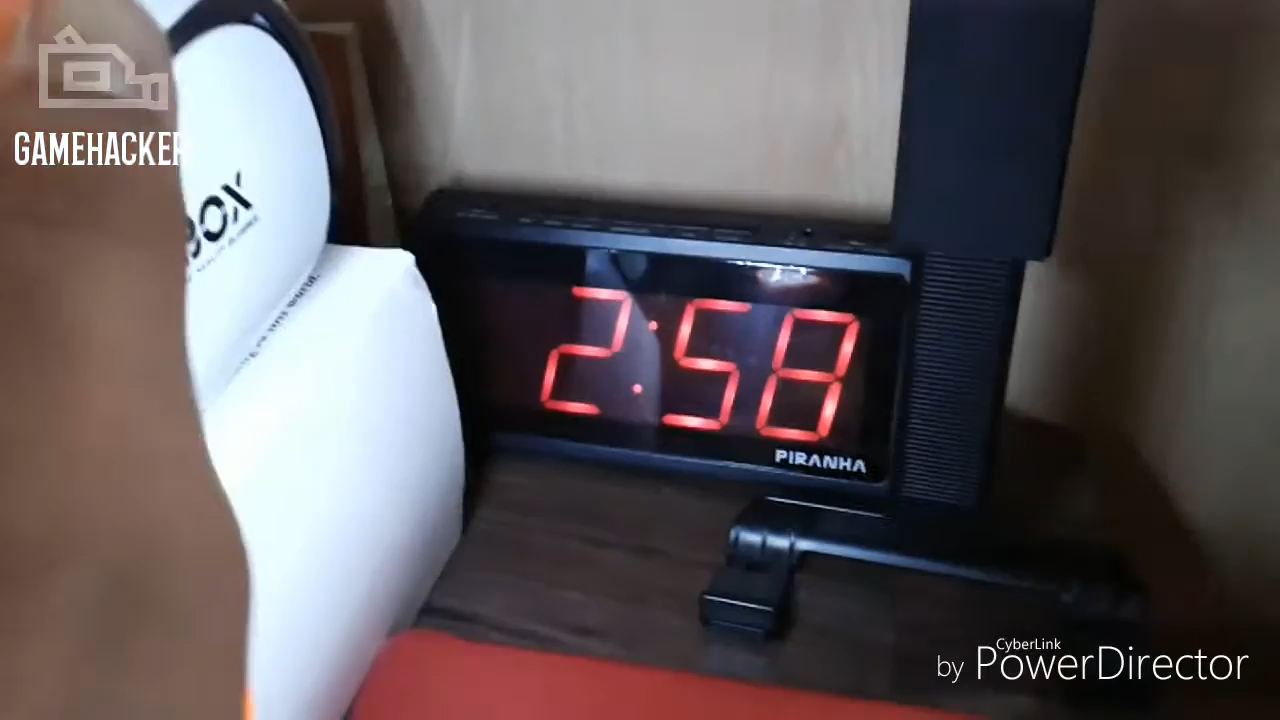 GAMEHACKER
BOX
2:58
PIRANHA
CyberLink
by PowerDirector